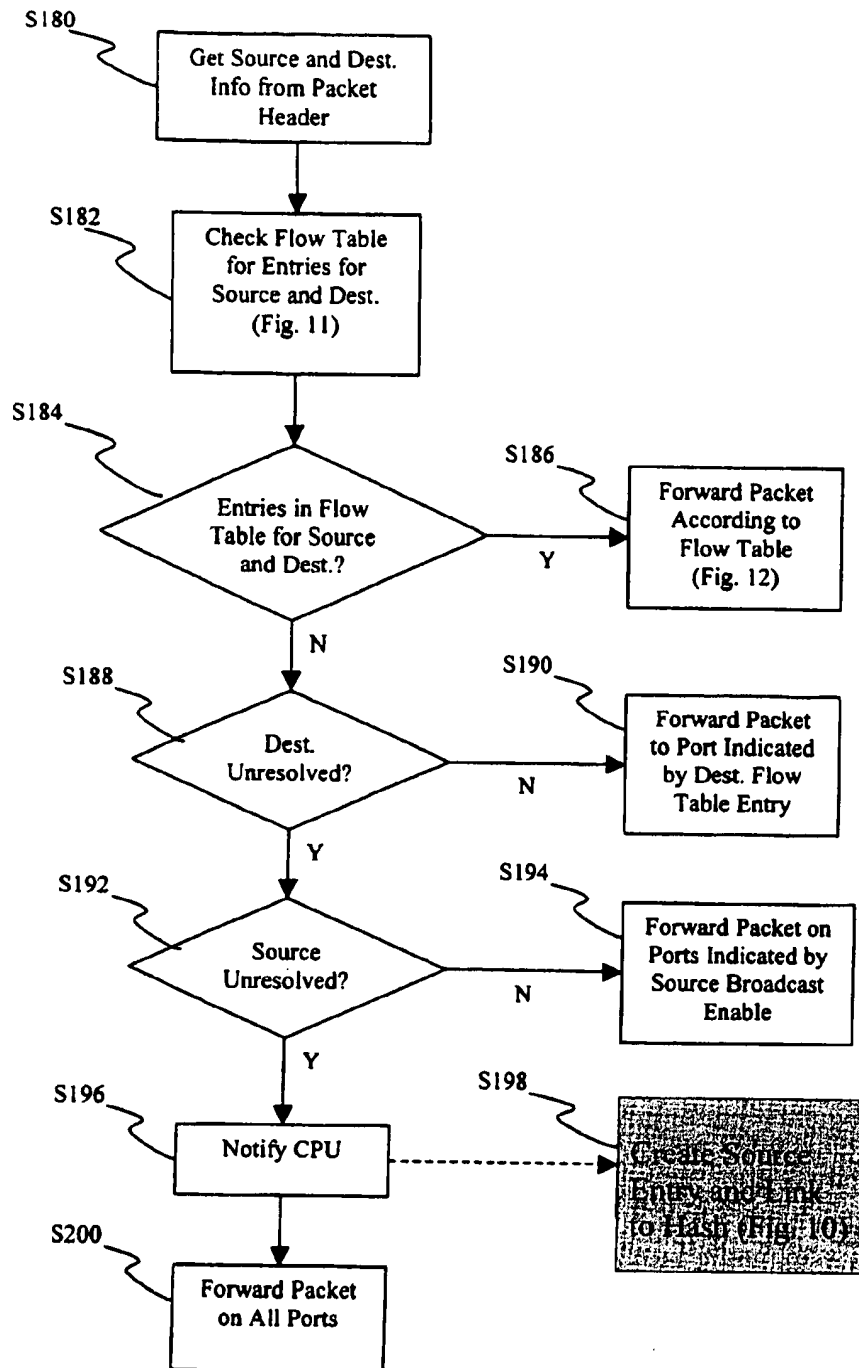 S180
Get Source and Dest.
Info from Packet
Header
S182
Check Flow Table
for Entries for
Source and Dest.
(Fig. 11)
S184
Entries in Flow
Table for Source
and Dest.?
Y
S186
Forward Packet
According to
Flow Table
(Fig. 12)
N
S188
Dest.
Unresolved?
N
S190
Forward Packet
to Port Indicated
by Dest. Flow
Table Entry
Y
S192
Source
Unresolved?
N
S194
Forward Packet on
Ports Indicated by
Source Broadcast
Enable
Y
S196
Notify CPU
S198
Create Source
Entry and Link
to Hash (Fig. 10)
S200
Forward Packet
on All Ports